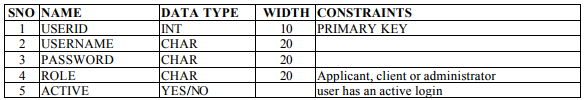 SNO NAME DATA TYPE WIDTH CONSTRAINTS
1 USERID INT 10 PRIMARY KEY
2 USERNAME CHAR 20
3 PASSWORD CHAR 20
4 ROLE CHAR 20 Applicant, client or administrator
5 ACTIVE YES/NO user has an active login